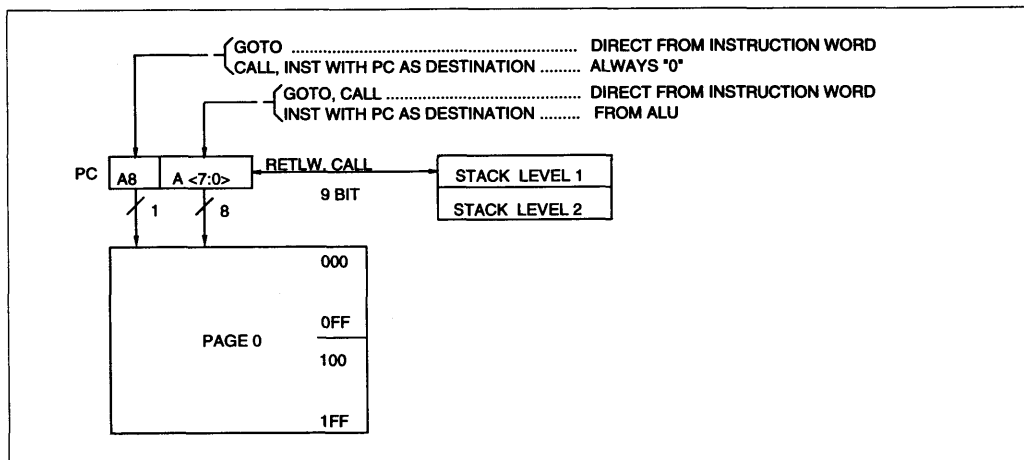 GOTO ........................................................ DIRECT FROM INSTRUCTION WORD
CALL, INST WITH PC AS DESTINATION ......... ALWAYS "0"
GOTO, CALL ...................................... DIRECT FROM INSTRUCTION WORD
INST WITH PC AS DESTINATION ......... FROM ALU
PC A8 A <7:0> RETLW, CALL STACK LEVEL 1
9 BIT
STACK LEVEL 2
1 8
000
PAGE 0
0FF
100
1FF